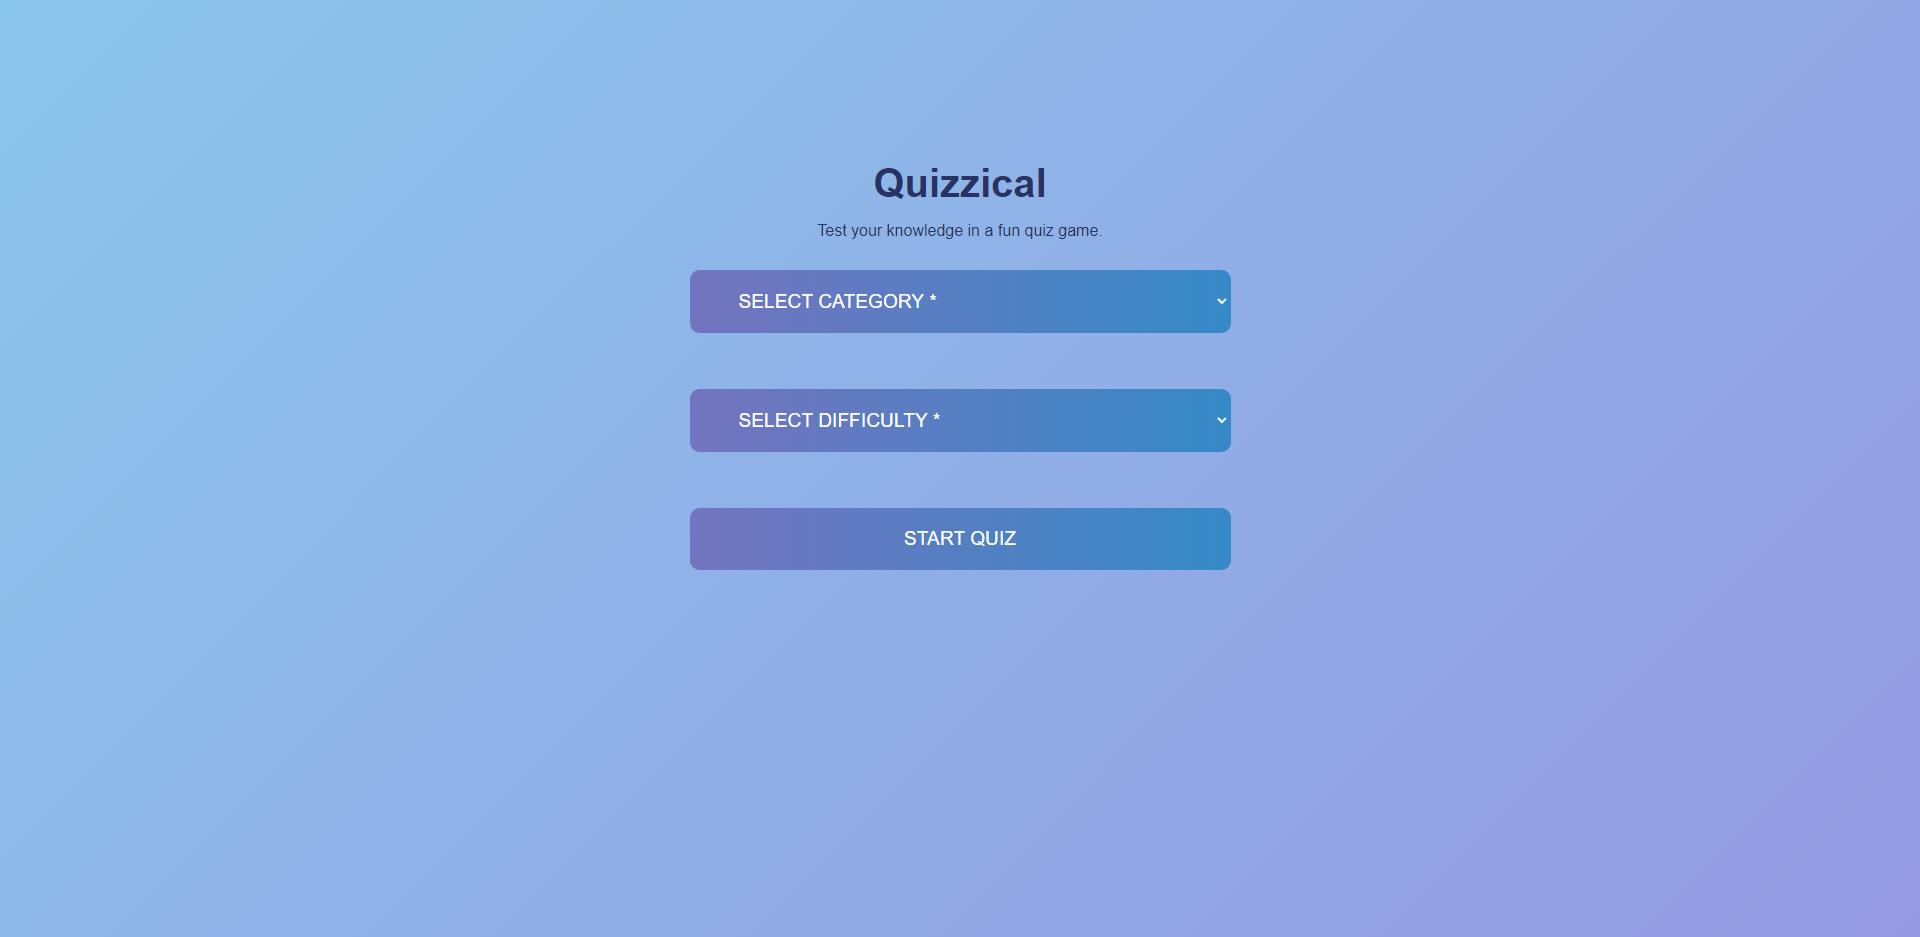 Quizzical
Test your knowledge in a fun quiz game.
SELECT CATEGORY *
SELECT DIFFICULTY *
START QUIZ